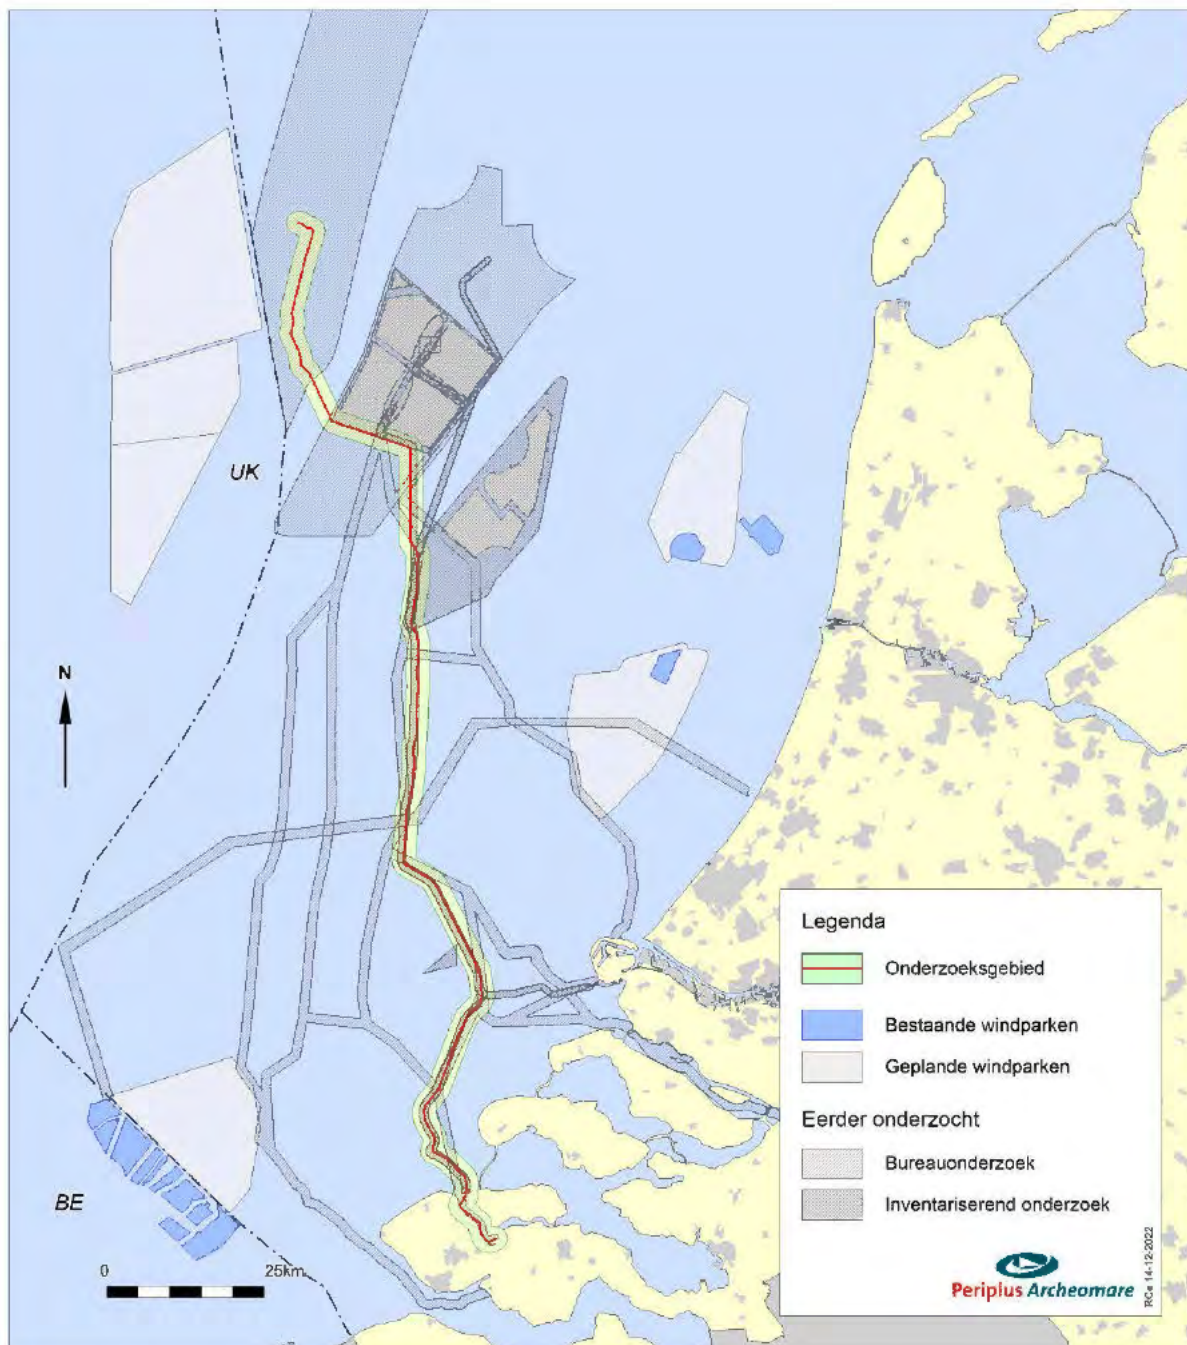 UK
N
BE
0 25km
Legenda
Onderzoeksgebied
Bestaande windparken
Geplande windparken
Eerder onderzocht
Bureauonderzoek
Inventariserend onderzoek
Periplus Archeomare
RCe 14-12-2022